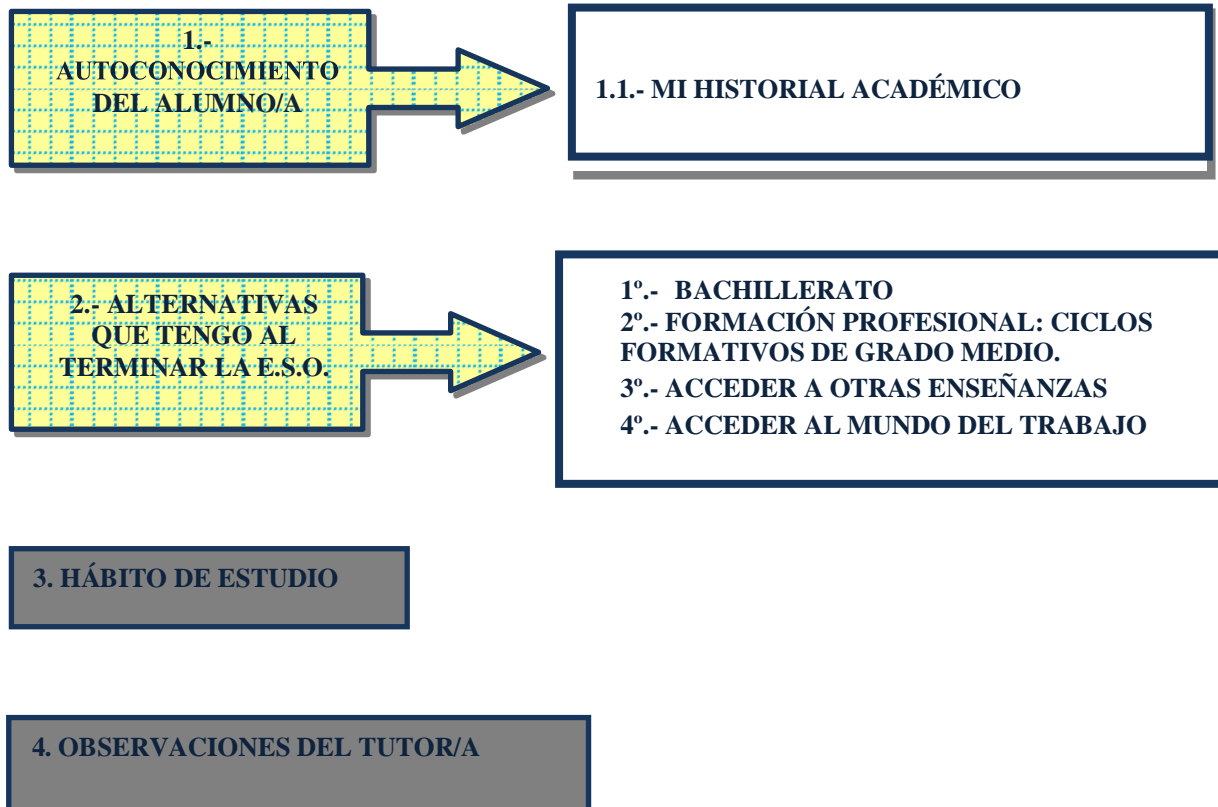 1.-
AUTOCONOCIMIENTO
DEL ALUMNO/A
1.1.- MI HISTORIAL ACADÉMICO
2.- ALTERNATIVAS
QUE TENGO AL
TERMINAR LA E.S.O.
1º.- BACHILLERATO
2º.- FORMACIÓN PROFESIONAL: CICLOS
FORMATIVOS DE GRADO MEDIO.
3º.- ACCEDER A OTRAS ENSEÑANZAS
4º.- ACCEDER AL MUNDO DEL TRABAJO
3. HÁBITO DE ESTUDIO
4. OBSERVACIONES DEL TUTOR/A